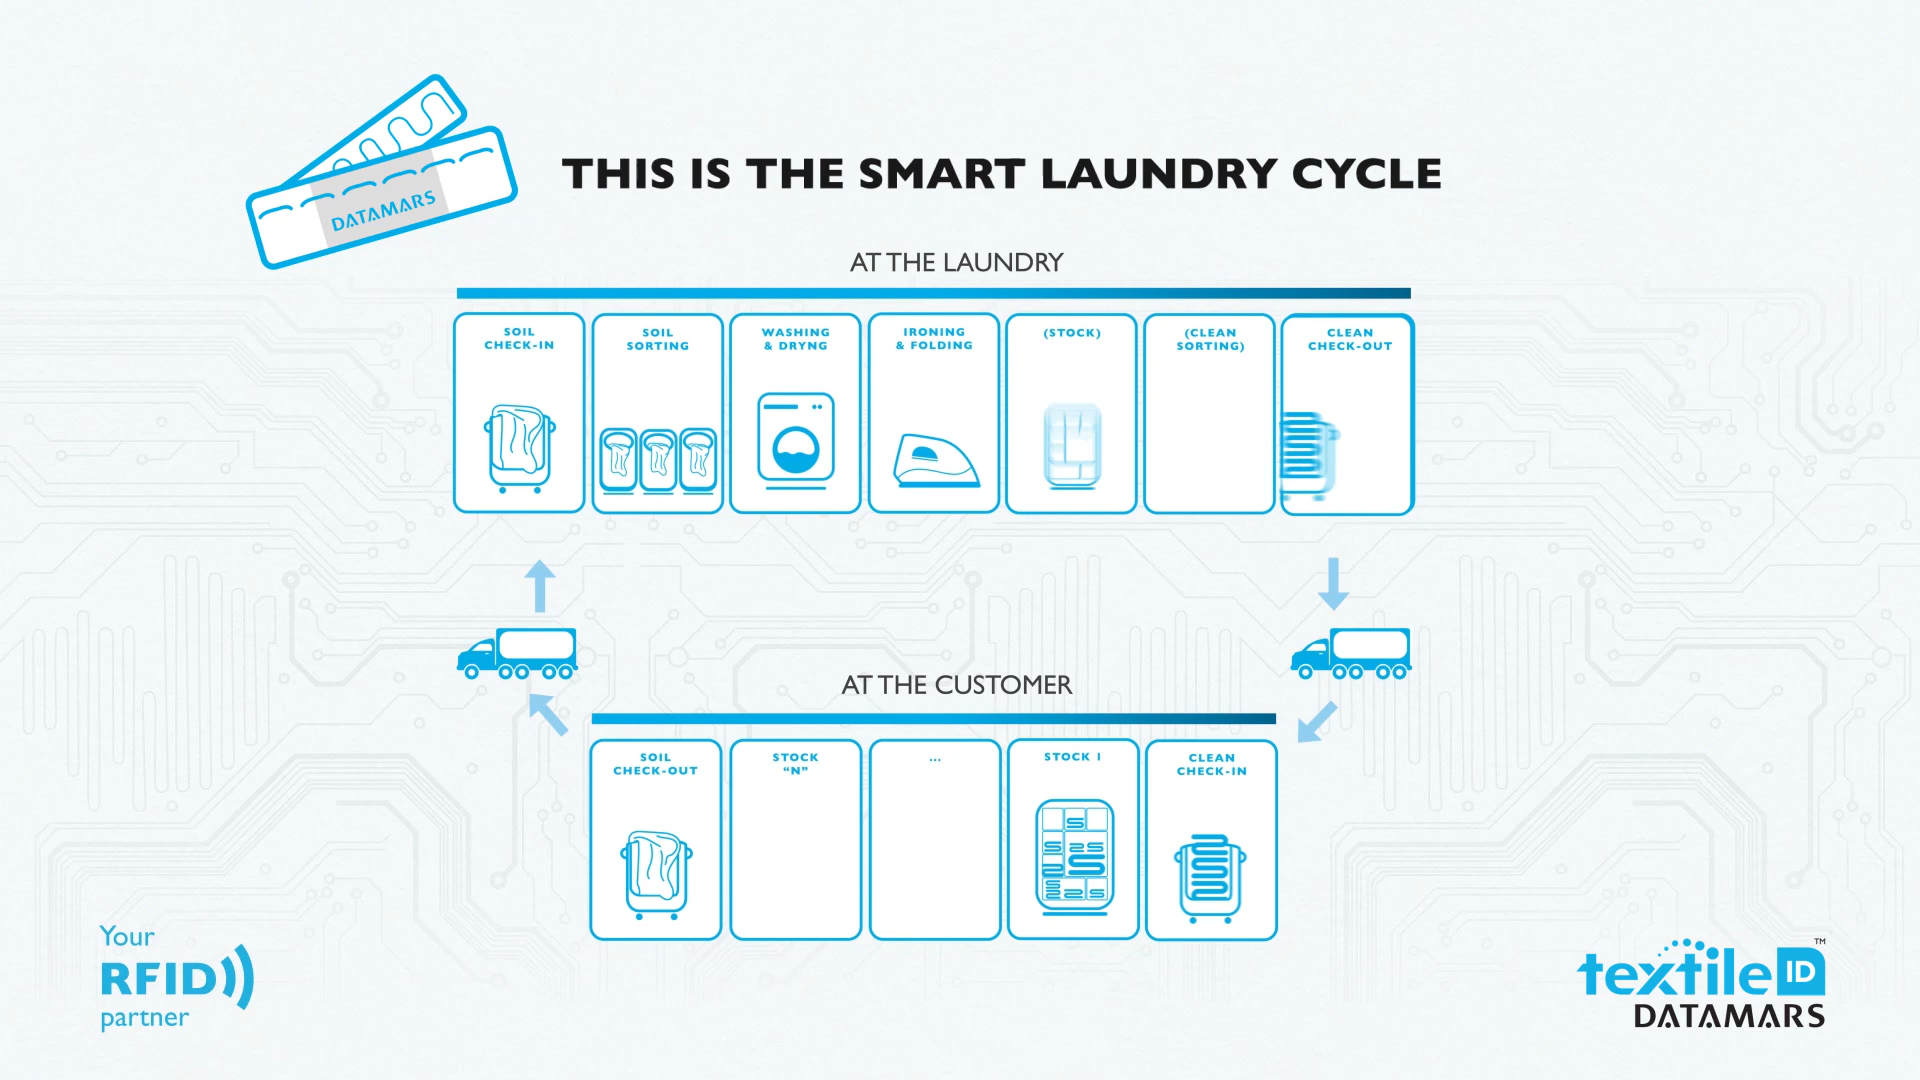 DATAMARS
THIS IS THE SMART LAUNDRY CYCLE
AT THE LAUNDRY
SOIL
CHECK-IN
SOIL
SORTING
WASHING
& DRYNG
IRONING
& FOLDING
(STOCK)
(CLEAN
SORTING)
CLEAN
CHECK-OUT
AT THE CUSTOMER
SOIL
CHECK-OUT
STOCK
“N”
...
STOCK 1
CLEAN
CHECK-IN
Your
RFID
partner
textile ID™
DATAMARS